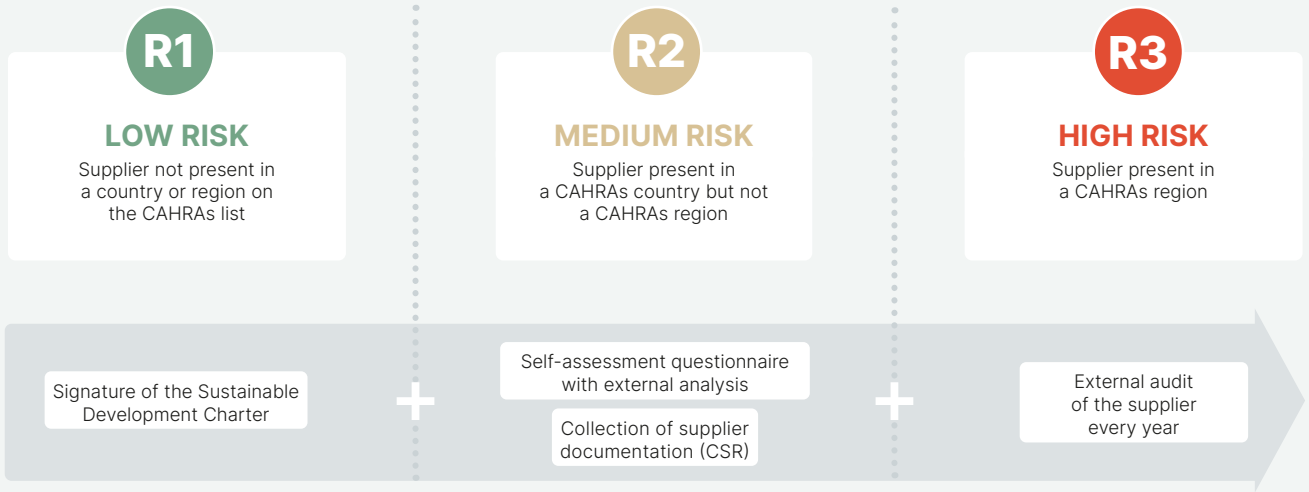 R1
LOW RISK
Supplier not present in
a country or region on
the CAHRAs list
R2
MEDIUM RISK
Supplier present in
a CAHRAs country but not
a CAHRAs region
R3
HIGH RISK
Supplier present in
a CAHRAs region
Signature of the Sustainable
Development Charter
+
Self-assessment questionnaire
with external analysis
Collection of supplier
documentation (CSR)
+
External audit
of the supplier
every year